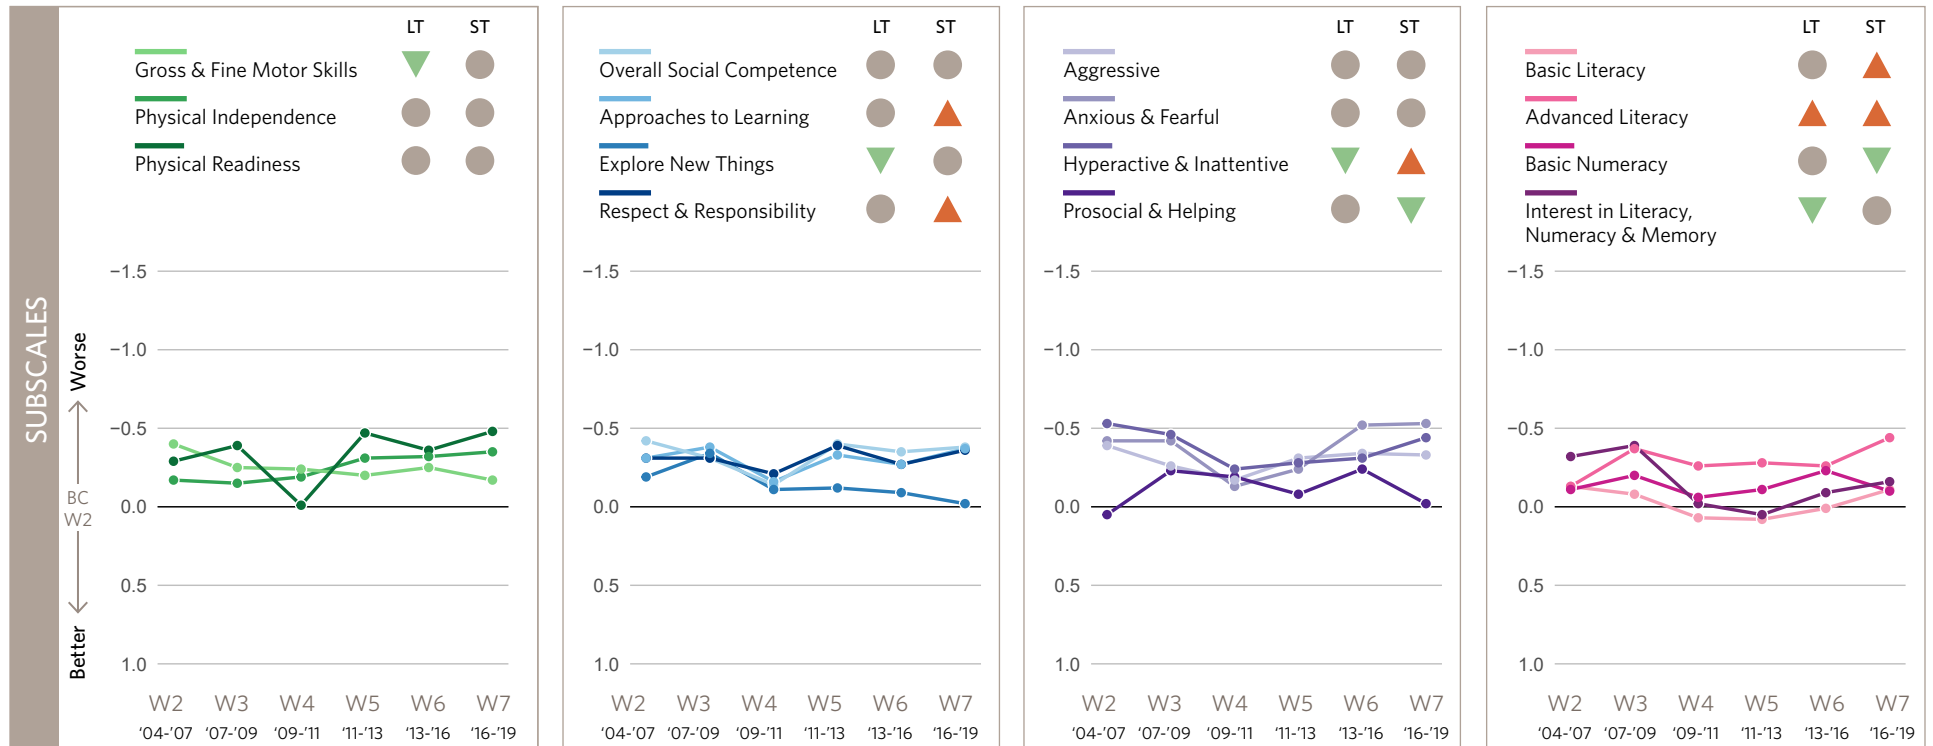 SUBSCALES
Worse
BC
W2
Better
LT ST
Gross & Fine Motor Skills
Physical Independence
Physical Readiness
−1.5
−1.0
−0.5
0.0
0.5
1.0
W2 W3 W4 W5 W6 W7
‘04-’07 ‘07-’09 ‘09-’11 ‘11-’13 ‘13-’16 ‘16-’19
LT ST
Overall Social Competence
Approaches to Learning
Explore New Things
Respect & Responsibility
−1.5
−1.0
−0.5
0.0
0.5
1.0
W2 W3 W4 W5 W6 W7
‘04-’07 ‘07-’09 ‘09-’11 ‘11-’13 ‘13-’16 ‘16-’19
LT ST
Aggressive
Anxious & Fearful
Hyperactive & Inattentive
Prosocial & Helping
−1.5
−1.0
−0.5
0.0
0.5
1.0
W2 W3 W4 W5 W6 W7
‘04-’07 ‘07-’09 ‘09-’11 ‘11-’13 ‘13-’16 ‘16-’19
LT ST
Basic Literacy
Advanced Literacy
Basic Numeracy
Interest in Literacy,
Numeracy & Memory
−1.5
−1.0
−0.5
0.0
0.5
1.0
W2 W3 W4 W5 W6 W7
‘04-’07 ‘07-’09 ‘09-’11 ‘11-’13 ‘13-’16 ‘16-’19